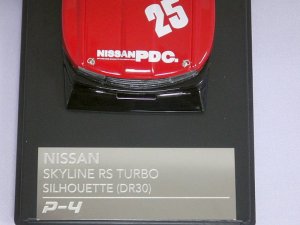 25
NISSAN PDC.
NISSAN
SKYLINE RS TURBO
SILHOUETTE (DR30)
P-4